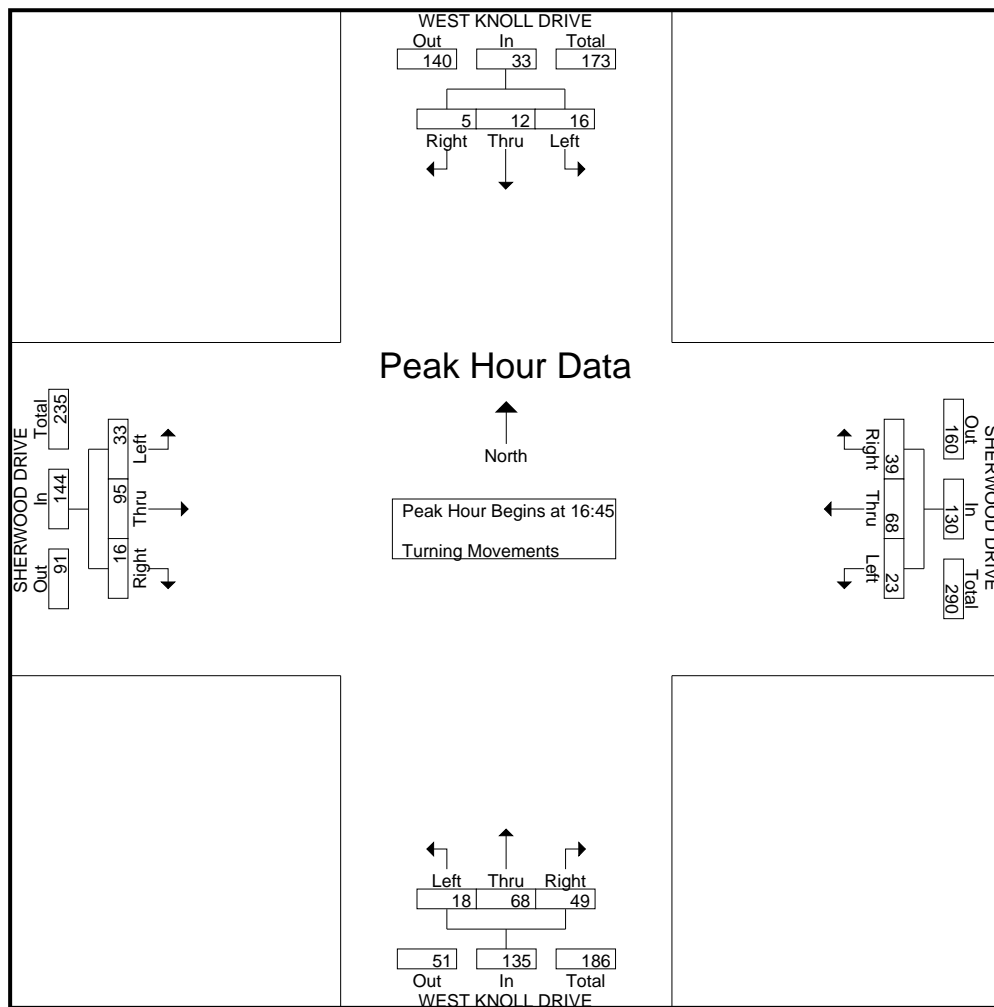 WEST KNOLL DRIVE
Out In Total
140 33 173
5 12 16
Right Thru Left
Peak Hour Data
North
Peak Hour Begins at 16:45
Turning Movements
SHERWOOD DRIVE
Out In Total
91 144 235
16 95 33
Right Thru Left
SHERWOOD DRIVE
Out In Total
160 130 290
39 68 23
Right Thru Left
Left Thru Right
18 68 49
51 135 186
Out In Total
WEST KNOLL DRIVE